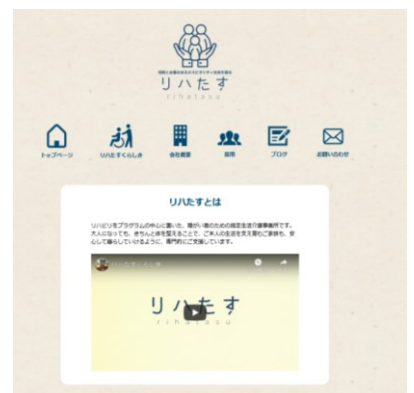 リハたす
rihatasu
トップページ
リハたすくらしき
会社概要
採用
ブログ
お問い合わせ
リハたすとは
リハビリをプログラムの中心に置いた、障がい者のための指定生活介護事業所です。
大人になっても、きちんと体を整えることで、ご本人の生活を支え育むご家族も、安
心して暮らしていけるように、専門的にご支援しています。
リハたす
rihatasu